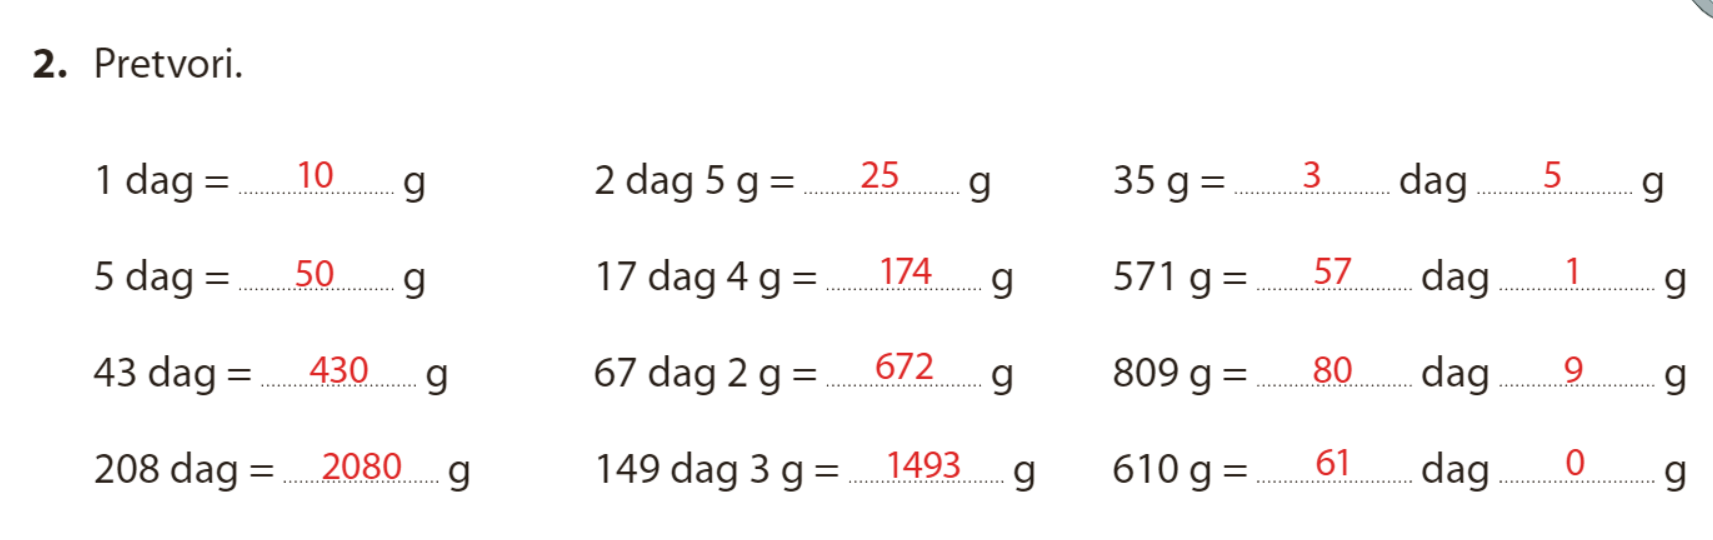 2. Pretvori.
1 dag = 10 g 2 dag 5 g = 25 g 35 g = 3 dag 5 g
5 dag = 50 g 17 dag 4 g = 174 g 571 g = 57 dag 1 g
43 dag = 430 g 67 dag 2 g = 672 g 809 g = 80 dag 9 g
208 dag = 2080 g 149 dag 3 g = 1493 g 610 g = 61 dag 0 g